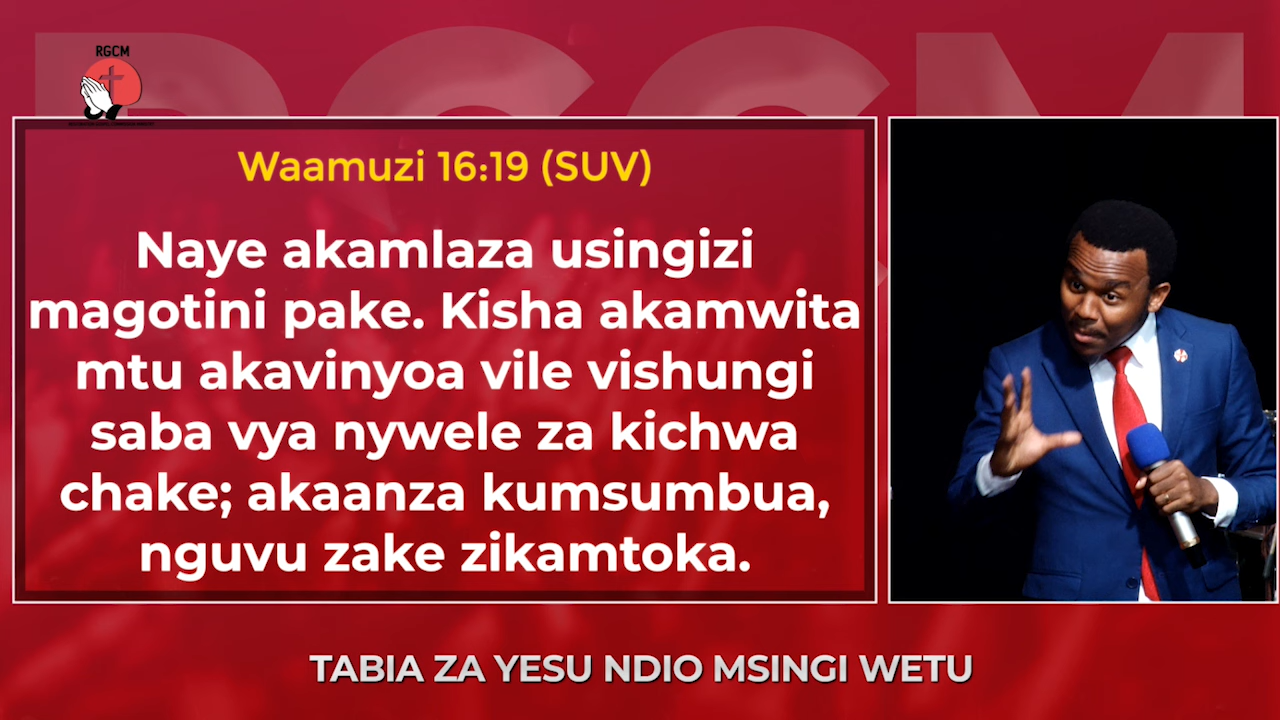 RGCM
RGCM
Waamuzi 16:19 (SUV)
Naye akamlaza usingizi
magotini pake. Kisha akamwita
mtu akavinyoa vile vishungi
saba vya nywele za kichwa
chake; akaanza kumsumbua,
nguvu zake zikamtoka.
TABIA ZA YESU NDIO MSINGI WETU